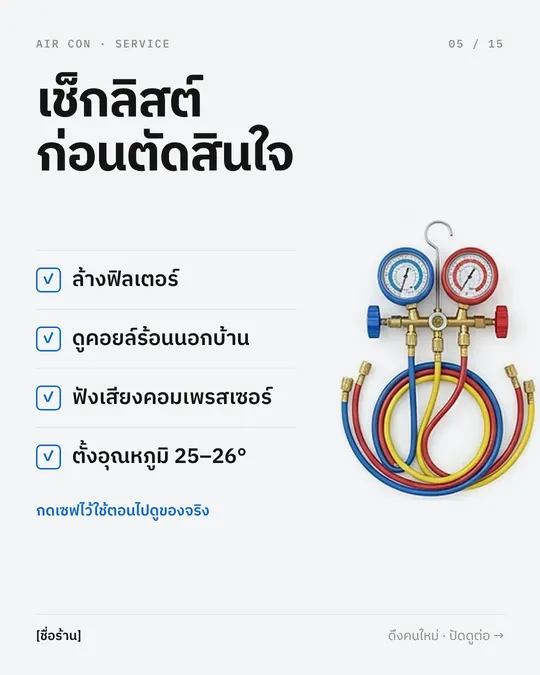 AIR CON · SERVICE
05 / 15
เช็กลิสต์
ก่อนตัดสินใจ
ล้างฟิลเตอร์
ดูคอยล์ร้อนนอกบ้าน
ฟังเสียงคอมเพรสเซอร์
ตั้งอุณหภูมิ 25–26°
กดเซฟไว้ใช้ตอนไปดูของจริง
[ชื่อร้าน]
ดึงคนใหม่ · ปัดดูต่อ →